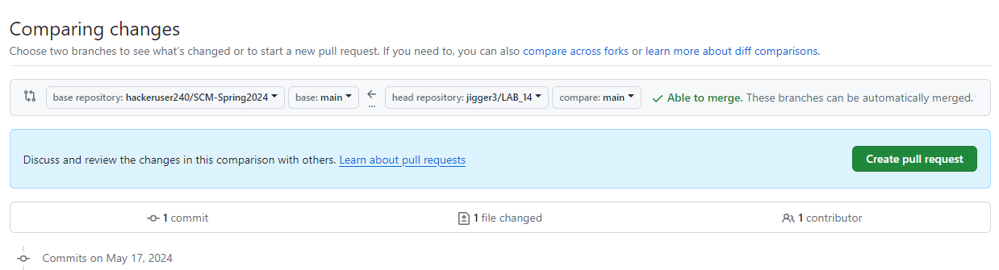 Comparing changes
Choose two branches to see what's changed or to start a new pull request. If you need to, you can also compare across forks or learn more about diff comparisons.
base repository: hackeruser240/SCM-Spring2024 base: main ... head repository: jigger3/LAB_14 compare: main Able to merge. These branches can be automatically merged.
Discuss and review the changes in this comparison with others. Learn about pull requests Create pull request
1 commit 1 file changed 1 contributor
Commits on May 17, 2024